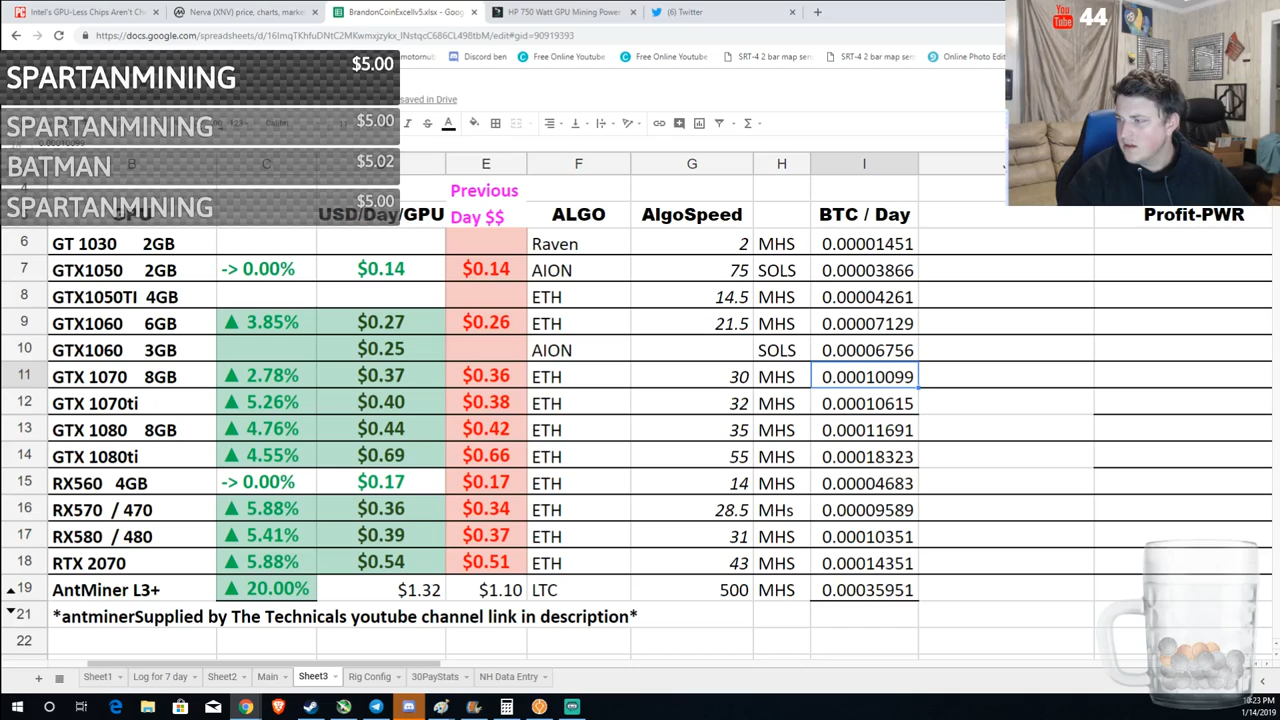 Intel's GPU-Less Chips Aren't Ch
Nerva (XNV) price, charts, marke
BrandonCoinExcellv5.xlsx - Goog
HP 750 Watt GPU Mining Power
(6) Twitter
You Tube 44
https://docs.google.com/spreadsheets/d/
/edit#gid=90919393
motornub
Discord ben
Free Online Youtube
Free Online Youtube
SRT-4 2 bar map sen
SRT-4 2 bar map sen
Online Photo Edit
SPARTANMINING $5.00
saved in Drive
SPARTANMINING $5.00
BATMAN $5.02
SPARTANMINING $5.00
C E F G H I
USD/Day/GPU Previous Day $$ ALGO AlgoSpeed BTC / Day Profit-PWR
6 GT 1030 2GB Raven 2 MHS 0.00001451
7 GTX1050 2GB -> 0.00% $0.14 $0.14 AION 75 SOLS 0.00003866
8 GTX1050TI 4GB ETH 14.5 MHS 0.00004261
9 GTX1060 6GB ▲ 3.85% $0.27 $0.26 ETH 21.5 MHS 0.00007129
10 GTX1060 3GB $0.25 AION SOLS 0.00006756
11 GTX 1070 8GB ▲ 2.78% $0.37 $0.36 ETH 30 MHS 0.00010099
12 GTX 1070ti ▲ 5.26% $0.40 $0.38 ETH 32 MHS 0.00010615
13 GTX 1080 8GB ▲ 4.76% $0.44 $0.42 ETH 35 MHS 0.00011691
14 GTX 1080ti ▲ 4.55% $0.69 $0.66 ETH 55 MHS 0.00018323
15 RX560 4GB -> 0.00% $0.17 $0.17 ETH 14 MHS 0.00004683
16 RX570 / 470 ▲ 5.88% $0.36 $0.34 ETH 28.5 MHs 0.00009589
17 RX580 / 480 ▲ 5.41% $0.39 $0.37 ETH 31 MHS 0.00010351
18 RTX 2070 ▲ 5.88% $0.54 $0.51 ETH 43 MHS 0.00014351
19 AntMiner L3+ ▲ 20.00% $1.32 $1.10 LTC 500 MHS 0.00035951
21 *antminerSupplied by The Technicals youtube channel link in description*
22
Sheet1 Log for 7 day Sheet2 Main Sheet3 Rig Config 30PayStats NH Data Entry
10:23 PM
1/14/2019